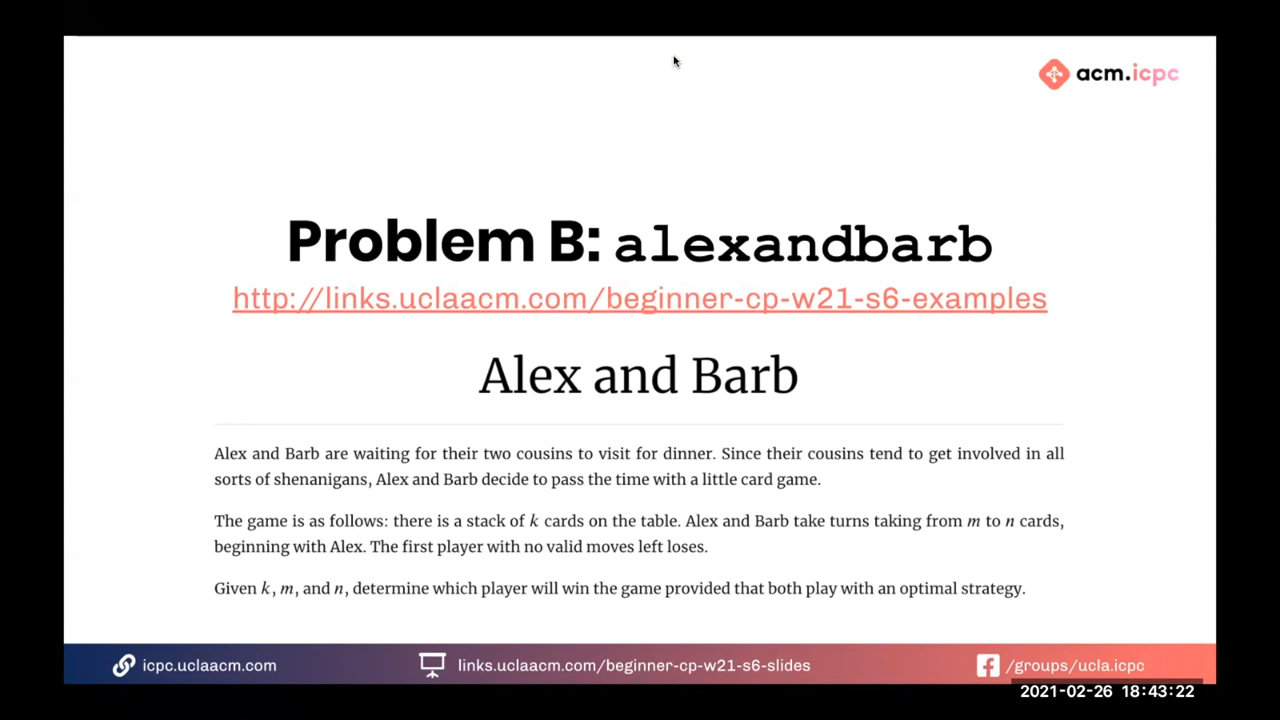 acm.icpc
Problem B: alexandbarb
http://links.uclaacm.com/beginner-cp-w21-s6-examples
Alex and Barb
Alex and Barb are waiting for their two cousins to visit for dinner. Since their cousins tend to get involved in all
sorts of shenanigans, Alex and Barb decide to pass the time with a little card game.
The game is as follows: there is a stack of k cards on the table. Alex and Barb take turns taking from m to n cards,
beginning with Alex. The first player with no valid moves left loses.
Given k, m, and n, determine which player will win the game provided that both play with an optimal strategy.
icpc.uclaacm.com
links.uclaacm.com/beginner-cp-w21-s6-slides
/groups/ucla.icpc
2021-02-26 18:43:22